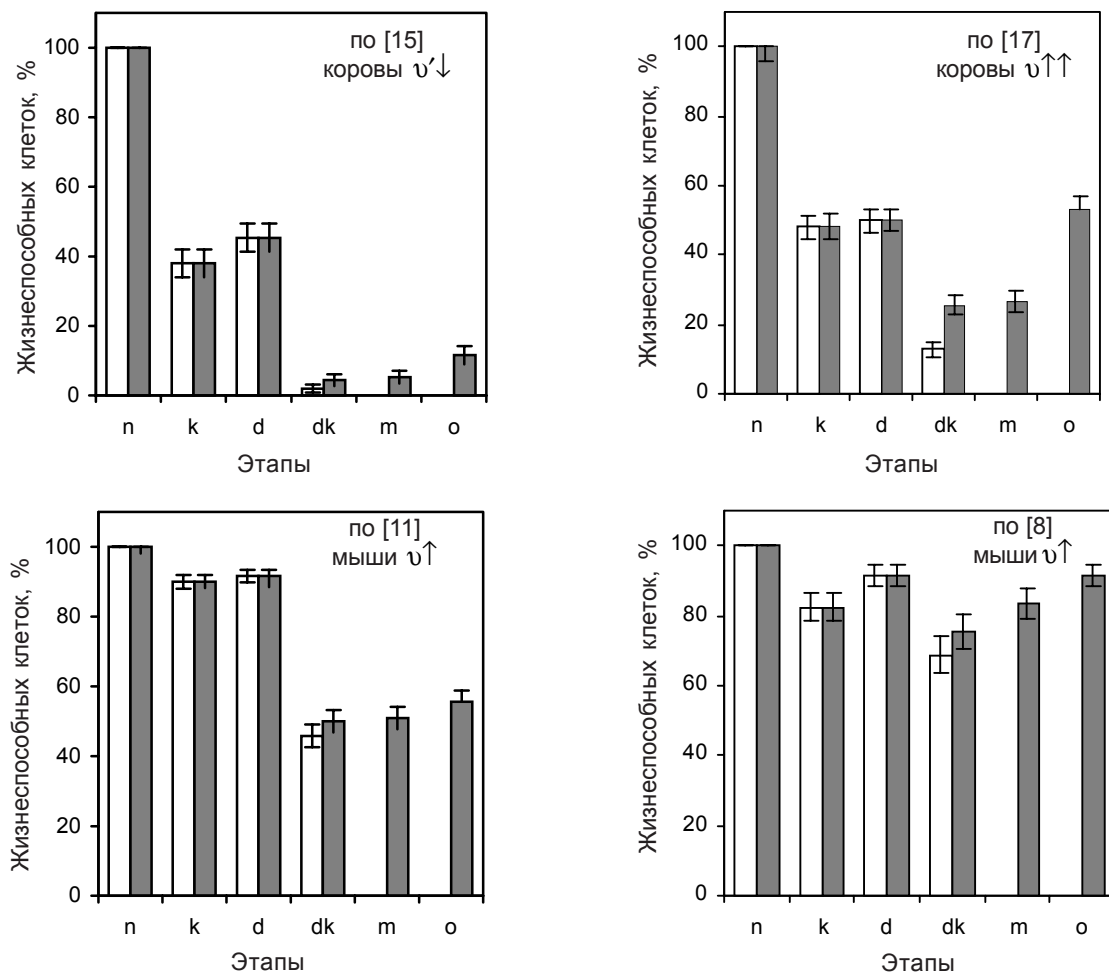 Жизнеспособных клеток, %
100
80
60
40
20
0
по [15]
коровы υ′↓
n k d dk m o
Этапы
Жизнеспособных клеток, %
100
80
60
40
20
0
по [17]
коровы υ↑↑
n k d dk m o
Этапы
Жизнеспособных клеток, %
100
80
60
40
20
0
по [11]
мыши υ↑
n k d dk m o
Этапы
Жизнеспособных клеток, %
100
80
60
40
20
0
по [8]
мыши υ↑
n k d dk m o
Этапы